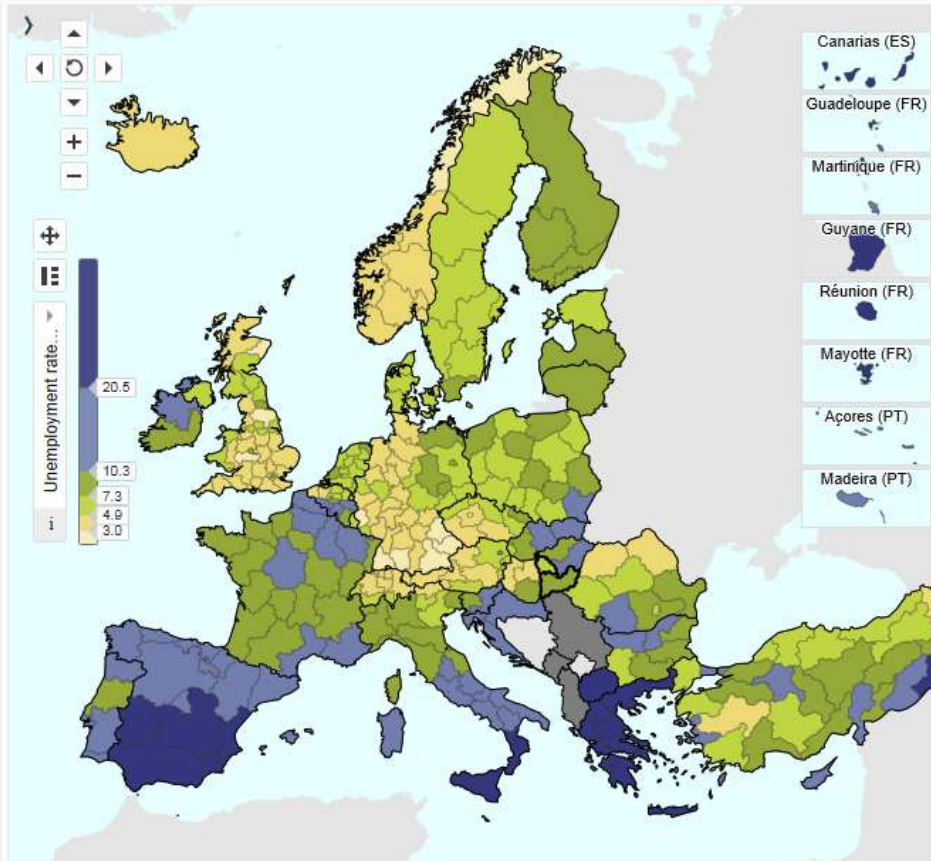 Canarias (ES)
Guadeloupe (FR)
Martinique (FR)
Guyane (FR)
Réunion (FR)
Mayotte (FR)
Açores (PT)
Madeira (PT)
Unemployment rate...
20.5
10.3
7.3
4.9
3.0
i